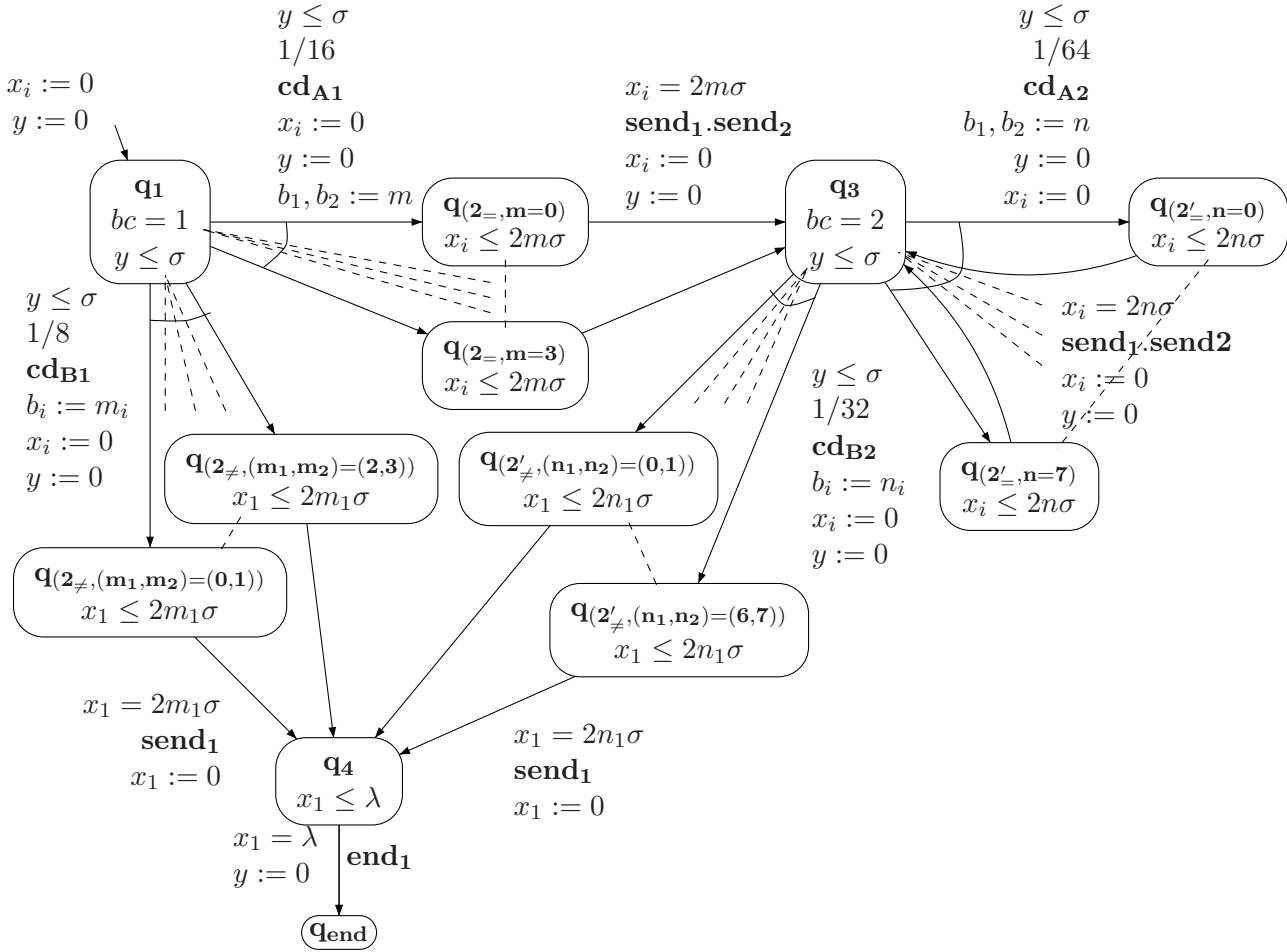 x_i := 0
y := 0
y ≤ σ
1/16
cd_A1
x_i := 0
y := 0
b_1, b_2 := m
x_i = 2mσ
send_1.send_2
x_i := 0
y := 0
y ≤ σ
1/64
cd_A2
b_1, b_2 := n
y := 0
x_i := 0
q_1
bc = 1
y ≤ σ
q_(2_=,m=0)
x_i ≤ 2mσ
q_3
bc = 2
y ≤ σ
q_(2'_=,n=0)
x_i ≤ 2nσ
y ≤ σ
1/8
cd_B1
b_i := m_i
x_i := 0
y := 0
q_(2_=,m=3)
x_i ≤ 2mσ
x_i = 2nσ
send_1.send2
x_i := 0
y := 0
y ≤ σ
1/32
cd_B2
b_i := n_i
x_i := 0
y := 0
q_(2_≠,(m_1,m_2)=(2,3))
x_1 ≤ 2m_1σ
q_(2'_≠,(n_1,n_2)=(0,1))
x_1 ≤ 2n_1σ
q_(2'_=,n=7)
x_i ≤ 2nσ
q_(2_≠,(m_1,m_2)=(0,1))
x_1 ≤ 2m_1σ
q_(2'_≠,(n_1,n_2)=(6,7))
x_1 ≤ 2n_1σ
x_1 = 2m_1σ
send_1
x_1 := 0
q_4
x_1 ≤ λ
x_1 = 2n_1σ
send_1
x_1 := 0
x_1 = λ
y := 0
end_1
q_end